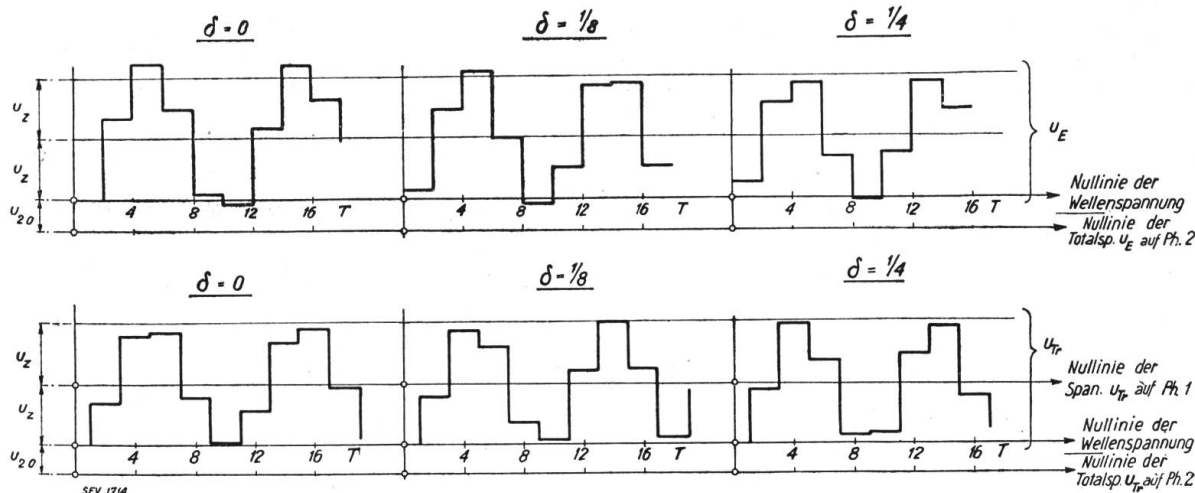 δ = 0
δ = 1/8
δ = 1/4
u_z
u_z
u_20
4 8 12 16 T
4 8 12 16 T
4 8 12 16 T
u_E
Nullinie der
Wellenspannung
Nullinie der
Totalsp. u_E auf Ph. 2
δ = 0
δ = 1/8
δ = 1/4
u_z
u_z
u_20
4 8 12 16 T
4 8 12 16 T
4 8 12 16 T
u_Tr
Nullinie der
Span. u_Tr auf Ph. 1
Nullinie der
Wellenspannung
Nullinie der
Totalsp. u_Tr auf Ph. 2
SEV 1714